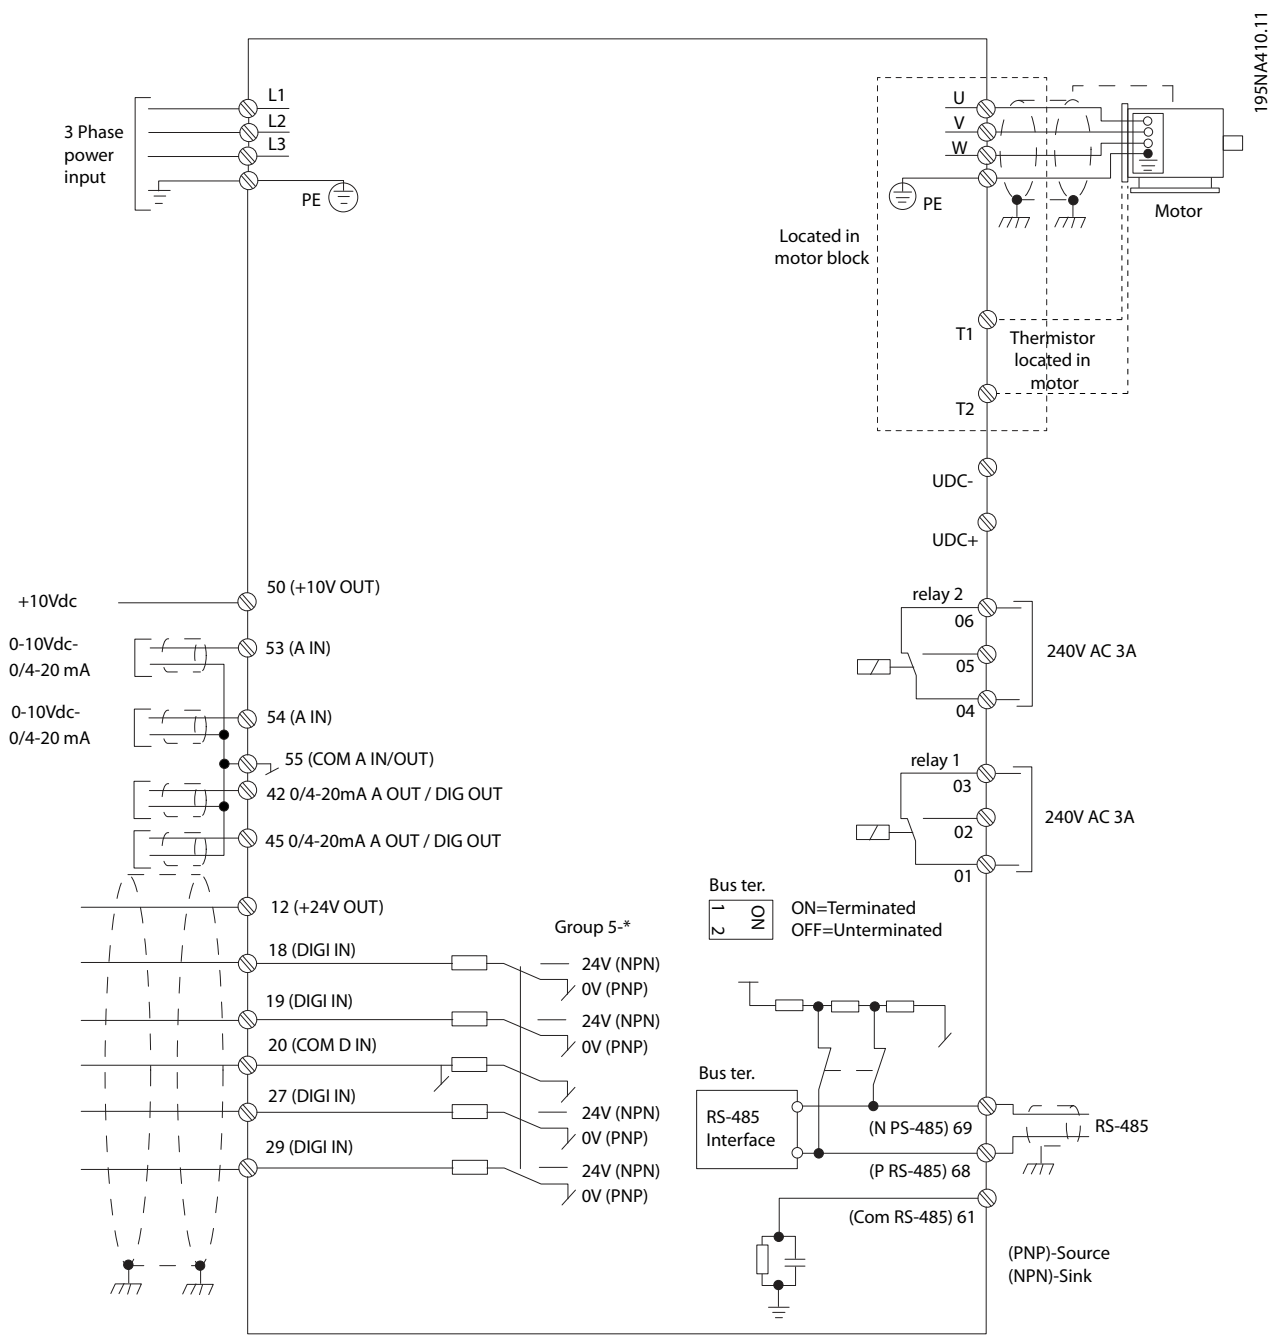 195NA410.11
3 Phase
power
input
L1
L2
L3
PE
U
V
W
PE
Motor
Located in
motor block
T1
Thermistor
located in
motor
T2
UDC-
UDC+
+10Vdc
50 (+10V OUT)
0-10Vdc-
0/4-20 mA
53 (A IN)
0-10Vdc-
0/4-20 mA
54 (A IN)
55 (COM A IN/OUT)
42 0/4-20mA A OUT / DIG OUT
45 0/4-20mA A OUT / DIG OUT
12 (+24V OUT)
18 (DIGI IN)
19 (DIGI IN)
20 (COM D IN)
27 (DIGI IN)
29 (DIGI IN)
Group 5-*
24V (NPN)
0V (PNP)
24V (NPN)
0V (PNP)
24V (NPN)
0V (PNP)
24V (NPN)
0V (PNP)
relay 2
06
05
04
240V AC 3A
relay 1
03
02
01
240V AC 3A
Bus ter.
1
2
ON
ON=Terminated
OFF=Unterminated
Bus ter.
RS-485
Interface
(N PS-485) 69
(P RS-485) 68
(Com RS-485) 61
RS-485
(PNP)-Source
(NPN)-Sink